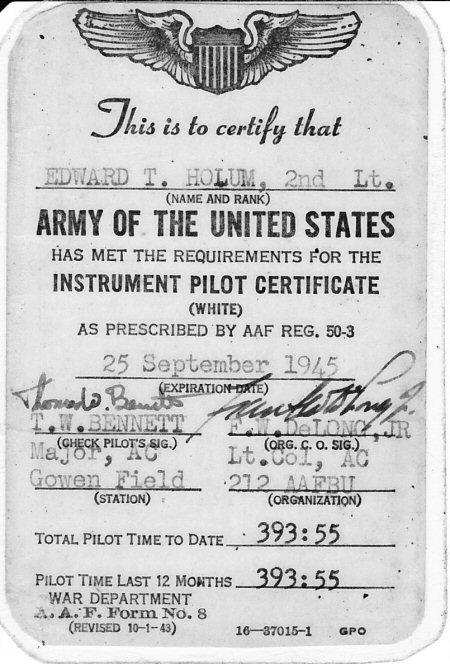 This is to certify that
EDWARD T. HOLUM, 2nd Lt.
(NAME AND RANK)
ARMY OF THE UNITED STATES
HAS MET THE REQUIREMENTS FOR THE
INSTRUMENT PILOT CERTIFICATE
(WHITE)
AS PRESCRIBED BY AAF REG. 50-3
25 September 1945
(EXPIRATION DATE)
Thomas W. Bennett
T.W.BENNETT F.W.DeLONG,JR
(CHECK PILOT'S SIG.) (ORG. C. O. SIG.)
Major, AC Lt.Col, AC
Gowen Field 212 AAFBU
(STATION) (ORGANIZATION)
TOTAL PILOT TIME TO DATE 393:55
PILOT TIME LAST 12 MONTHS 393:55
WAR DEPARTMENT
A. A. F. Form No. 8
(REVISED 10-1-43) 16—37015-1 GPO